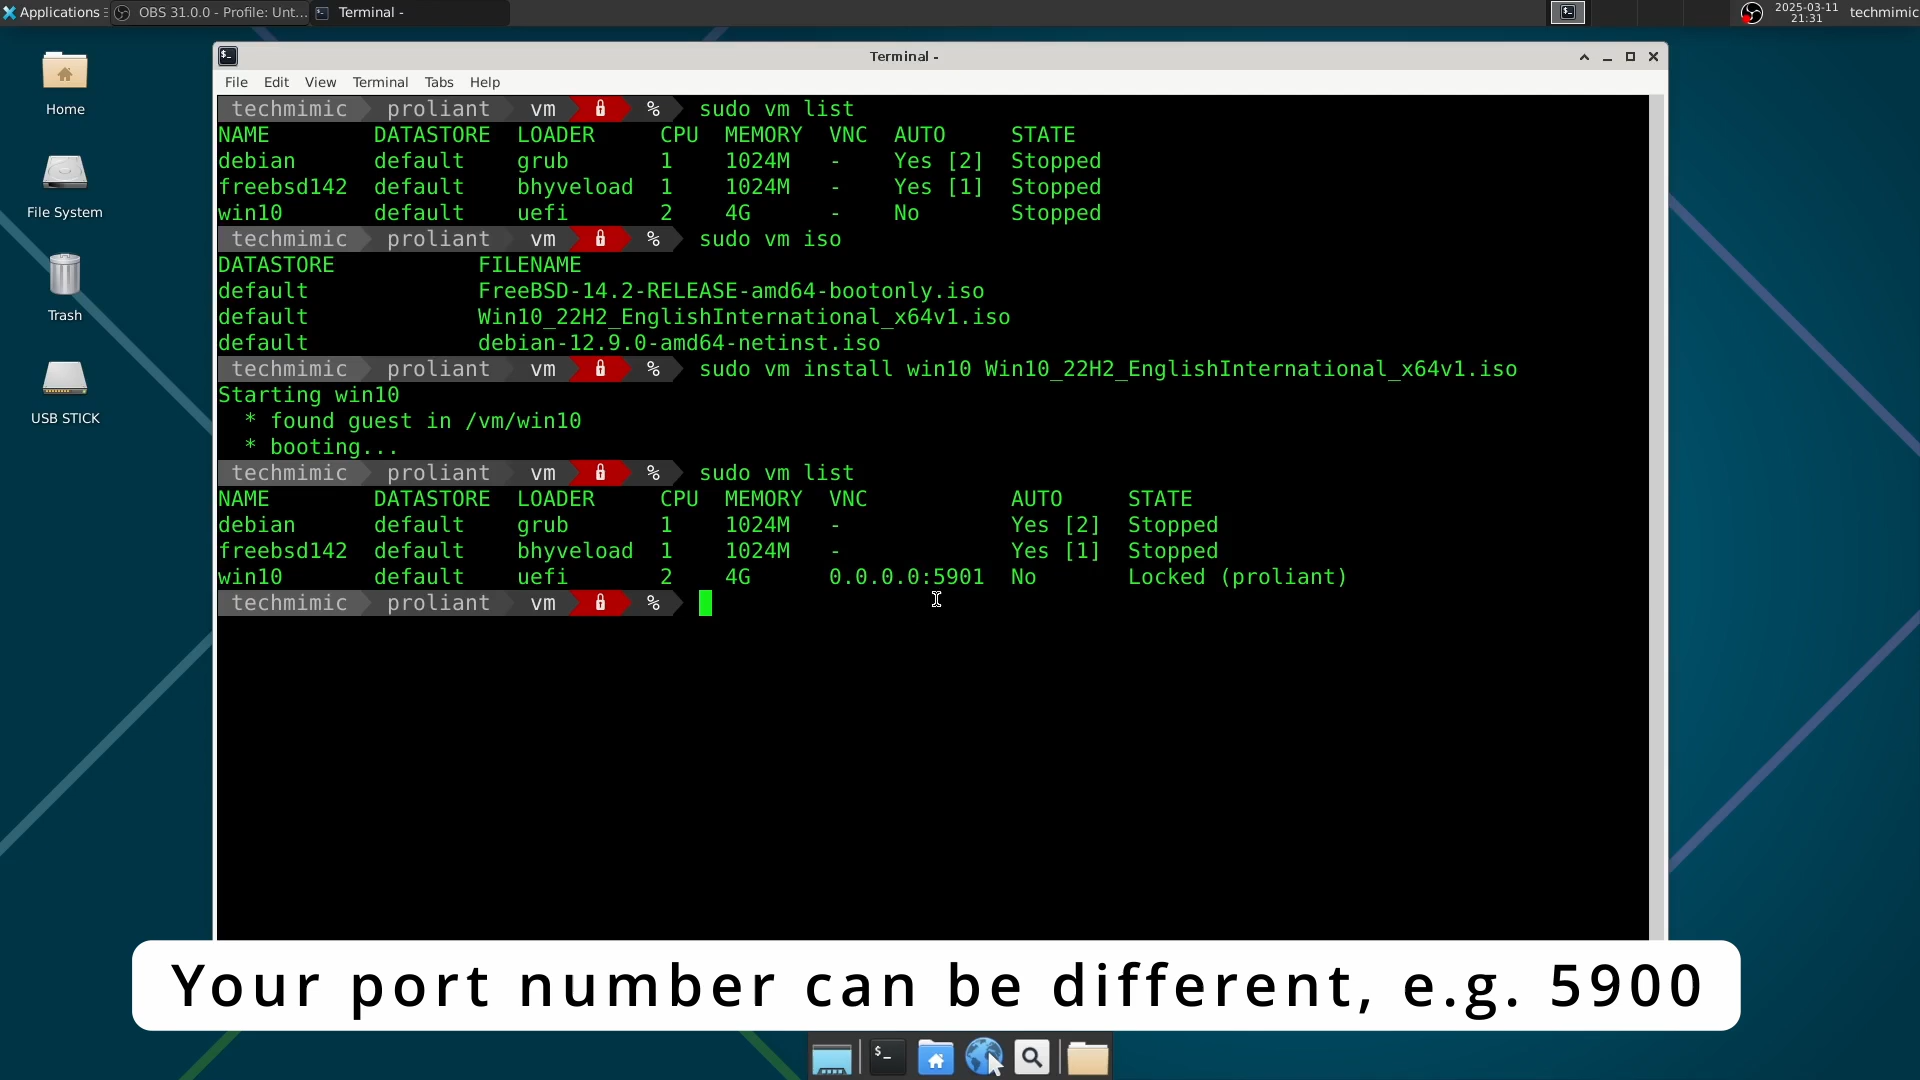 Applications
OBS 31.0.0 - Profile: Unt...
Terminal -
2025-03-11
21:31
techmimic
Home
File System
Trash
USB STICK
Terminal -
File Edit View Terminal Tabs Help
techmimic proliant vm % sudo vm list
NAME DATASTORE LOADER CPU MEMORY VNC AUTO STATE
debian default grub 1 1024M - Yes [2] Stopped
freebsd142 default bhyveload 1 1024M - Yes [1] Stopped
win10 default uefi 2 4G - No Stopped
techmimic proliant vm % sudo vm iso
DATASTORE FILENAME
default FreeBSD-14.2-RELEASE-amd64-bootonly.iso
default Win10_22H2_EnglishInternational_x64v1.iso
default debian-12.9.0-amd64-netinst.iso
techmimic proliant vm % sudo vm install win10 Win10_22H2_EnglishInternational_x64v1.iso
Starting win10
* found guest in /vm/win10
* booting...
techmimic proliant vm % sudo vm list
NAME DATASTORE LOADER CPU MEMORY VNC AUTO STATE
debian default grub 1 1024M - Yes [2] Stopped
freebsd142 default bhyveload 1 1024M - Yes [1] Stopped
win10 default uefi 2 4G 0.0.0.0:5901 No Locked (proliant)
techmimic proliant vm %
Your port number can be different, e.g. 5900